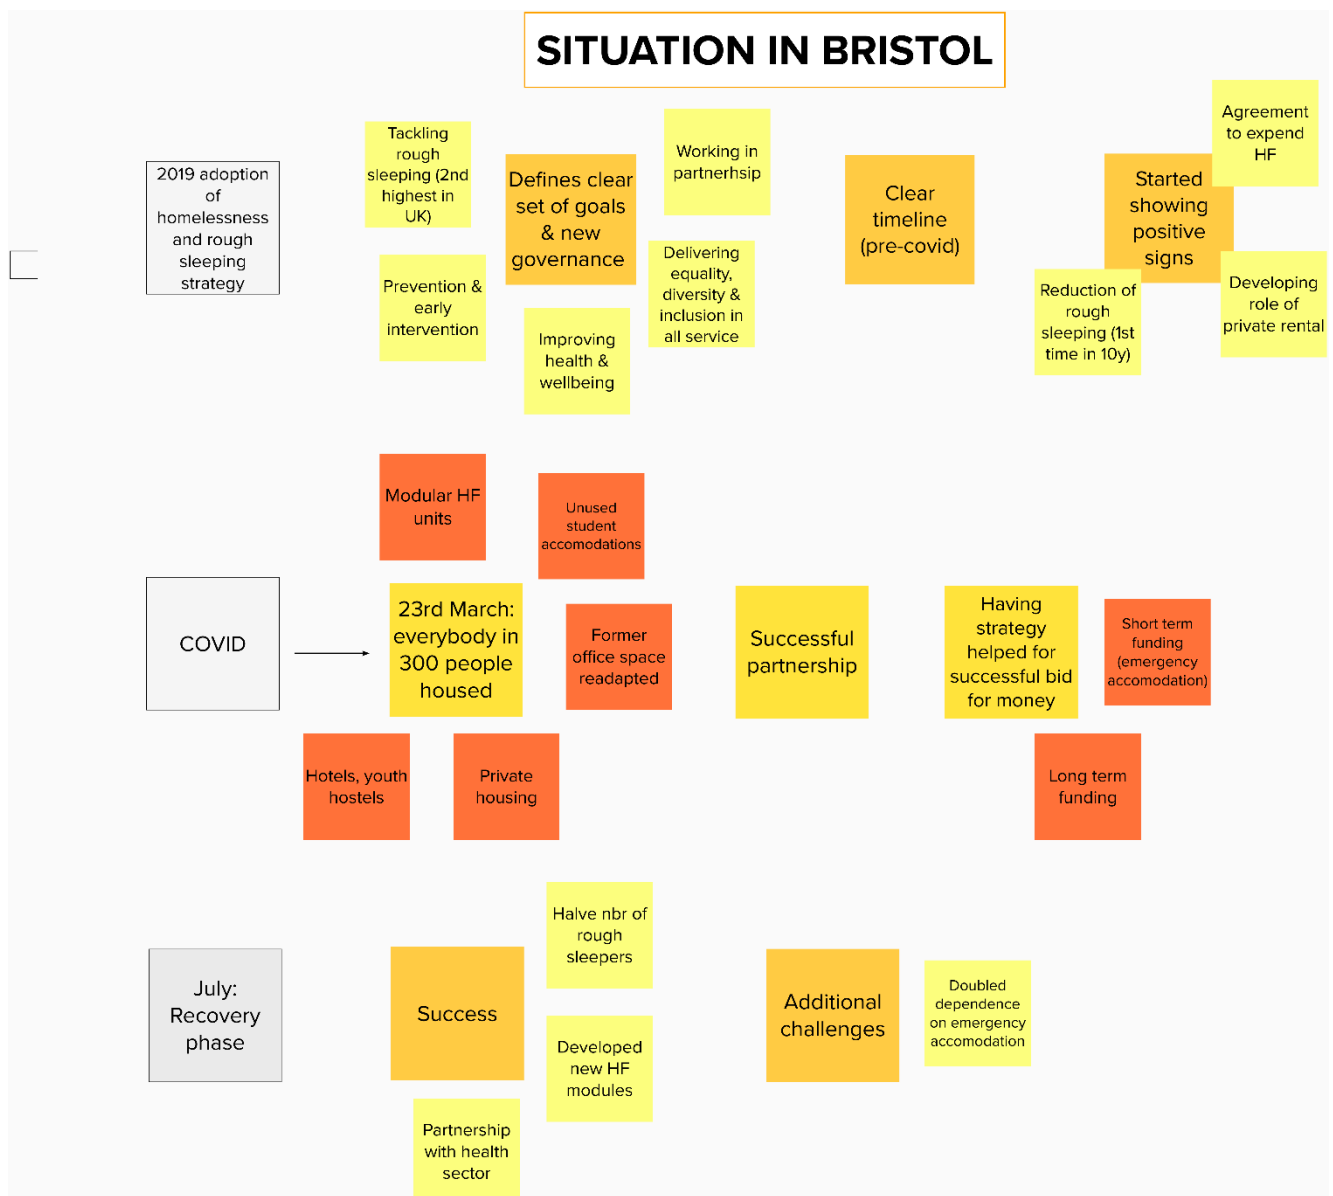 SITUATION IN BRISTOL
2019 adoption
of
homelessness
and rough
sleeping
strategy
Tackling
rough
sleeping (2nd
highest in
UK)
Prevention &
early
intervention
Defines clear
set of goals
& new
governance
Improving
health &
wellbeing
Working in
partnerhsip
Delivering
equality,
diversity &
inclusion in
all service
Clear
timeline
(pre-covid)
Started
showing
positive
signs
Agreement
to expend
HF
Reduction of
rough
sleeping (1st
time in 10y)
Developing
role of
private rental
COVID
Modular HF
units
Unused
student
accomodations
23rd March:
everybody in
300 people
housed
Former
office space
readapted
Hotels, youth
hostels
Private
housing
Successful
partnership
Having
strategy
helped for
successful bid
for money
Short term
funding
(emergency
accomodation)
Long term
funding
July:
Recovery
phase
Success
Halve nbr of
rough
sleepers
Developed
new HF
modules
Partnership
with health
sector
Additional
challenges
Doubled
dependence
on emergency
accomodation